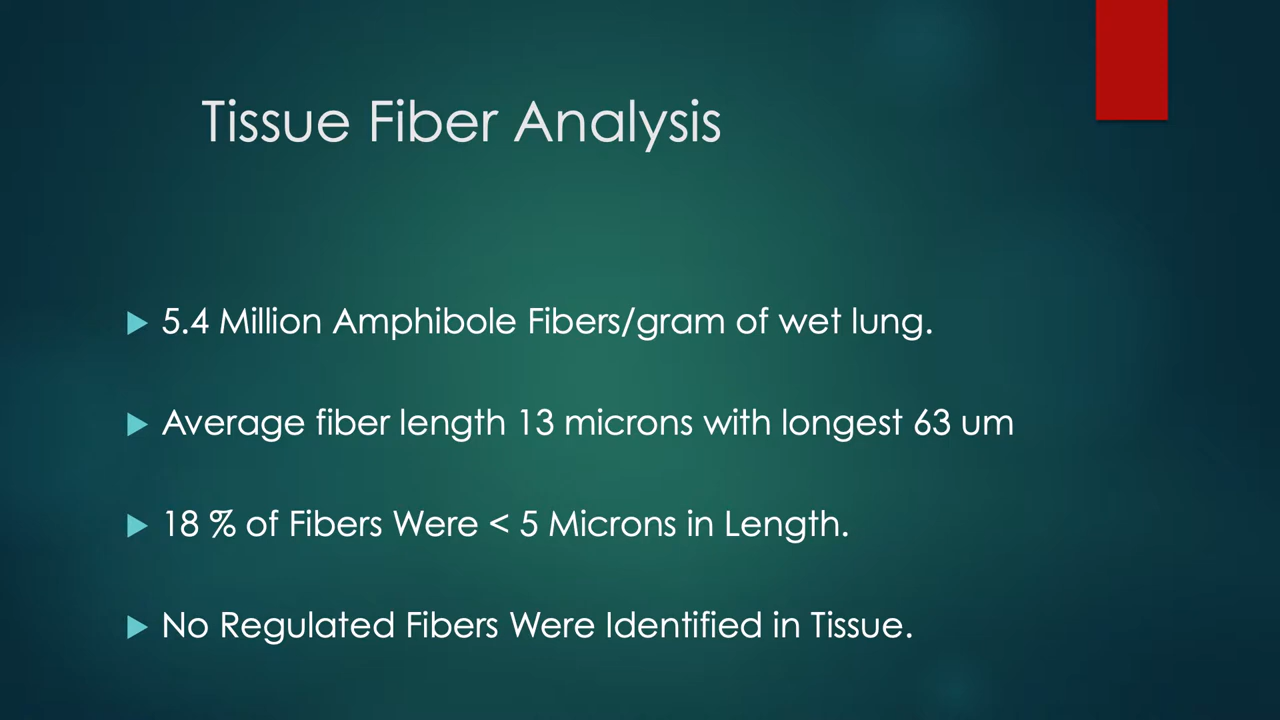 Tissue Fiber Analysis
5.4 Million Amphibole Fibers/gram of wet lung.
Average fiber length 13 microns with longest 63 um
18 % of Fibers Were < 5 Microns in Length.
No Regulated Fibers Were Identified in Tissue.